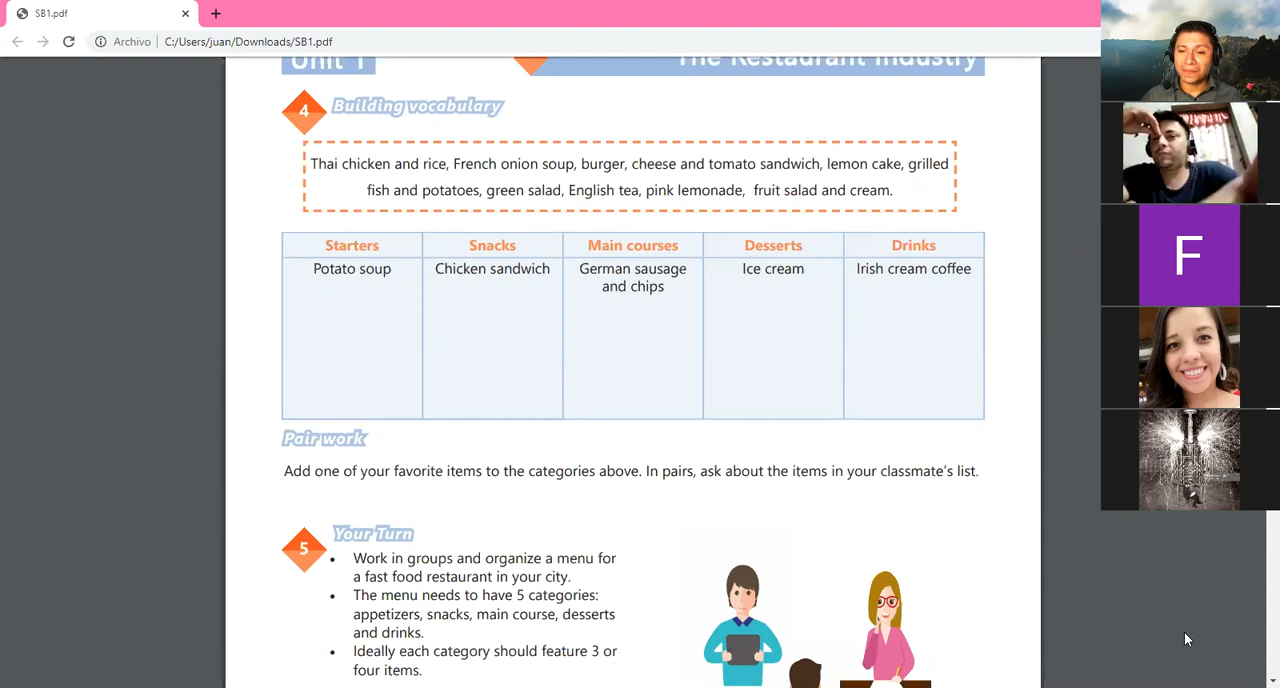 SB1.pdf
Archivo
C:/Users/juan/Downloads/SB1.pdf
Unit 1
The Restaurant Industry
4
Building vocabulary
Thai chicken and rice, French onion soup, burger, cheese and tomato sandwich, lemon cake, grilled
fish and potatoes, green salad, English tea, pink lemonade, fruit salad and cream.
Starters Snacks Main courses Desserts Drinks
Potato soup Chicken sandwich German sausage Ice cream Irish cream coffee
and chips
Pair work
Add one of your favorite items to the categories above. In pairs, ask about the items in your classmate's list.
5
Your Turn
• Work in groups and organize a menu for
a fast food restaurant in your city.
• The menu needs to have 5 categories:
appetizers, snacks, main course, desserts
and drinks.
• Ideally each category should feature 3 or
four items.
F